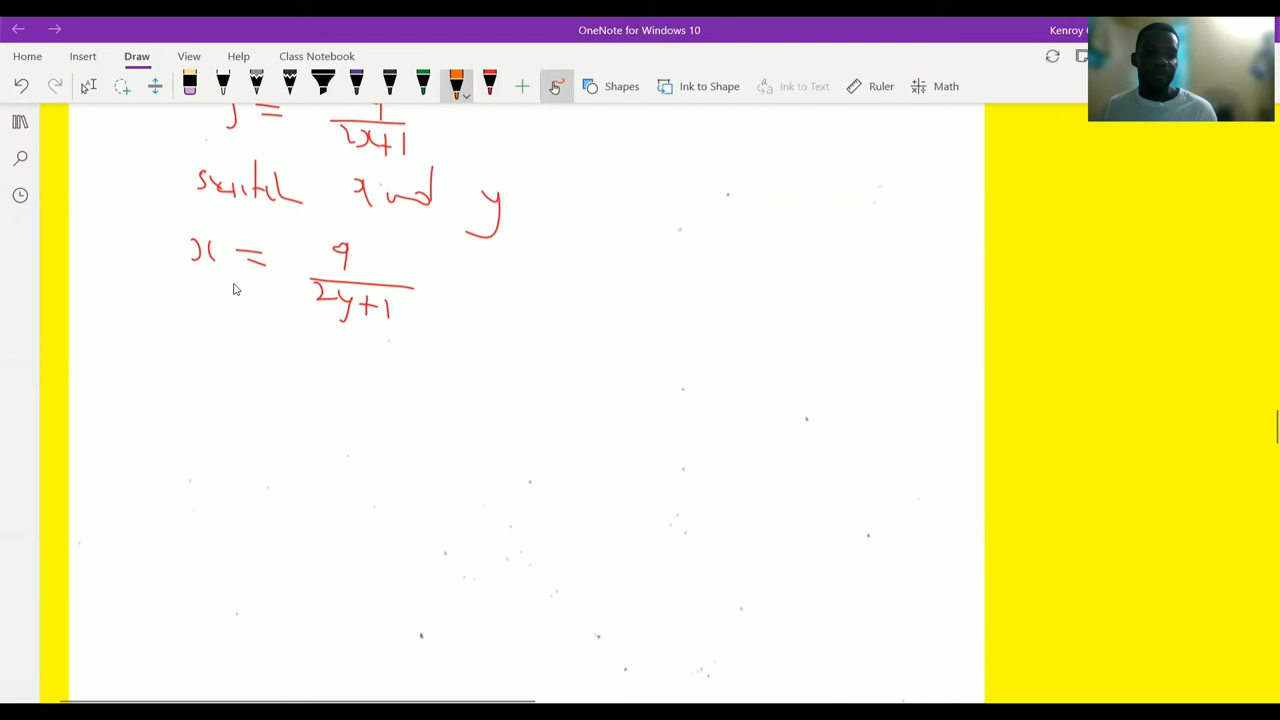 OneNote for Windows 10
Kenroy
Home Insert Draw View Help Class Notebook
Shapes Ink to Shape Ink to Text Ruler Math
y =
2x+1
switch x and y
x = 9
2y+1